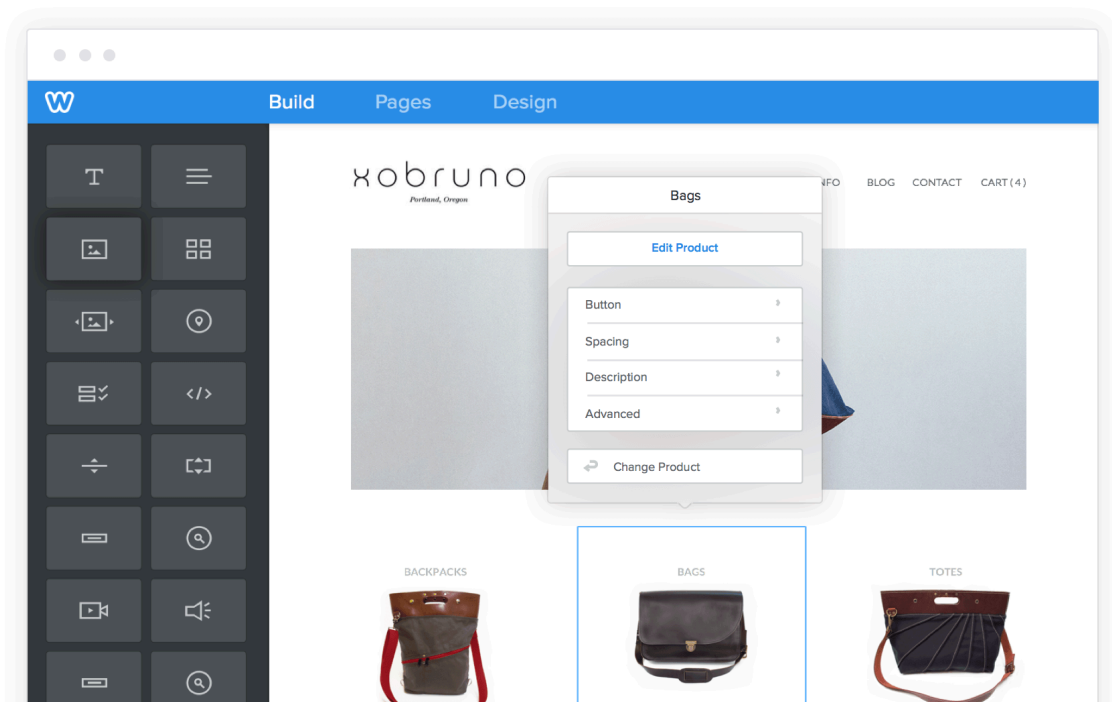 Build Pages Design
xobruno
Portland, Oregon
NFO BLOG CONTACT CART ( 4 )
Bags
Edit Product
Button
Spacing
Description
Advanced
Change Product
BACKPACKS
BAGS
TOTES